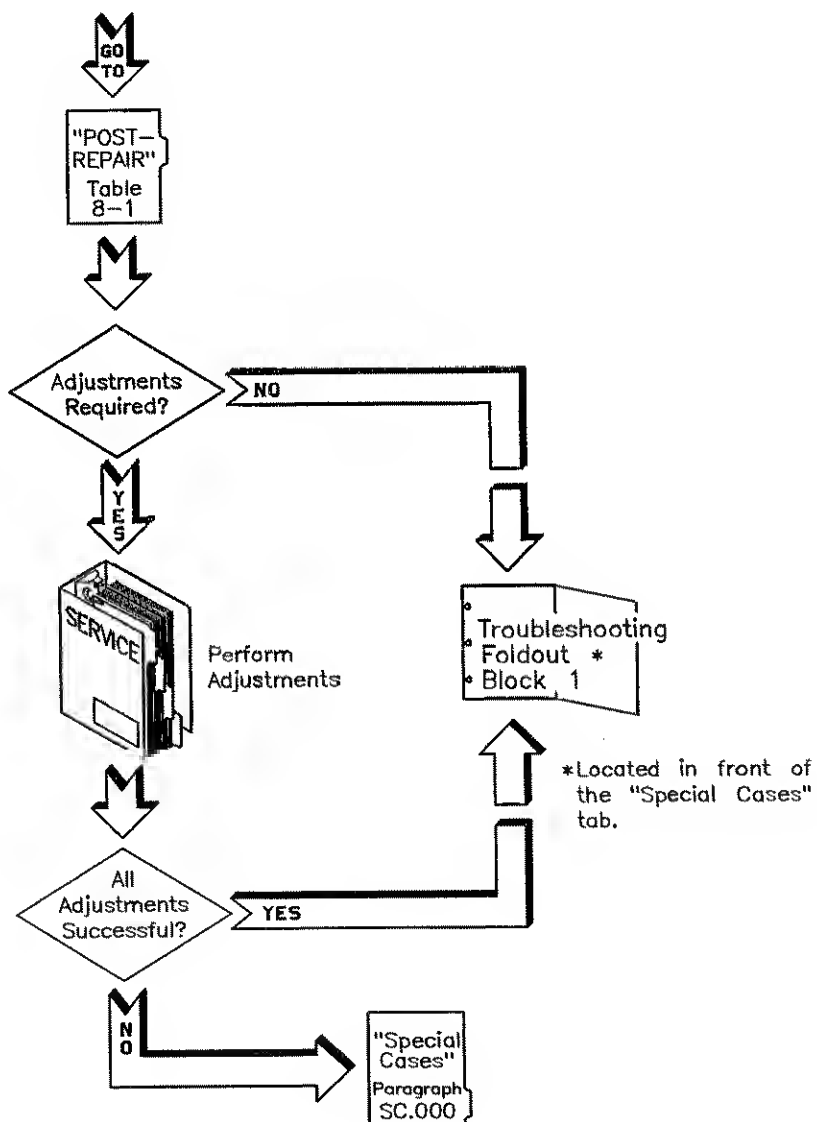 GO
TO
"POST-
REPAIR"
Table
8-1
Adjustments
Required?
NO
YES
SERVICE
Perform
Adjustments
Troubleshooting
Foldout *
Block 1
*Located in front of
the "Special Cases"
tab.
All
Adjustments
Successful?
YES
NO
"Special
Cases"
Paragraph
SC.000